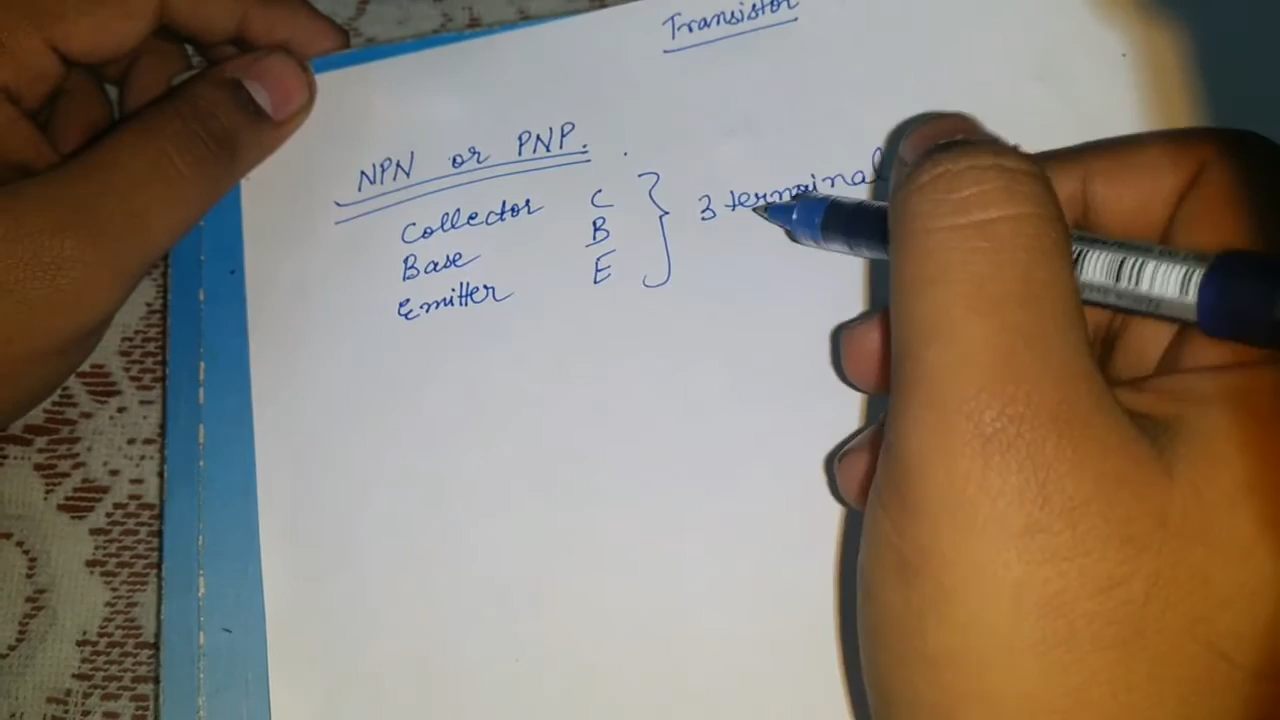 Transistor
NPN or PNP.
Collector C
Base B
Emitter E
3 terminal